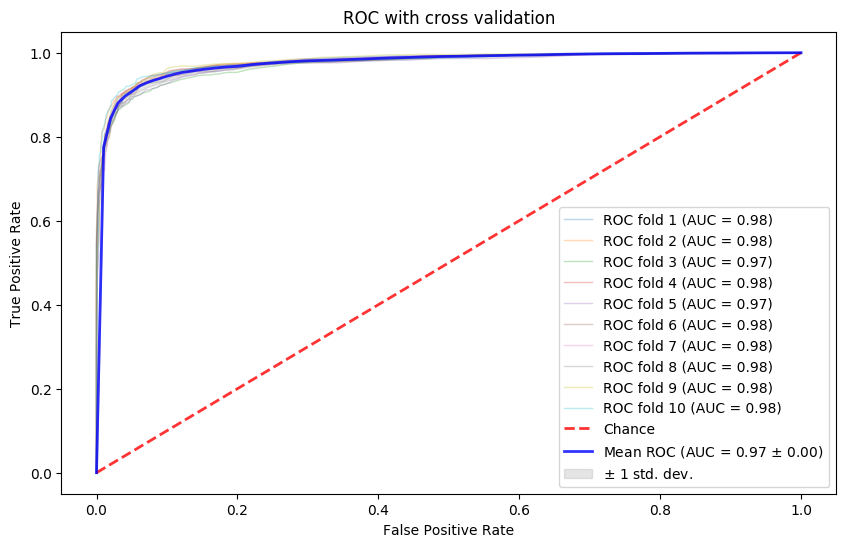 ROC with cross validation
True Positive Rate
1.0
0.8
0.6
0.4
0.2
0.0
ROC fold 1 (AUC = 0.98)
ROC fold 2 (AUC = 0.98)
ROC fold 3 (AUC = 0.97)
ROC fold 4 (AUC = 0.98)
ROC fold 5 (AUC = 0.97)
ROC fold 6 (AUC = 0.98)
ROC fold 7 (AUC = 0.98)
ROC fold 8 (AUC = 0.98)
ROC fold 9 (AUC = 0.98)
ROC fold 10 (AUC = 0.98)
Chance
Mean ROC (AUC = 0.97 ± 0.00)
± 1 std. dev.
0.0 0.2 0.4 0.6 0.8 1.0
False Positive Rate